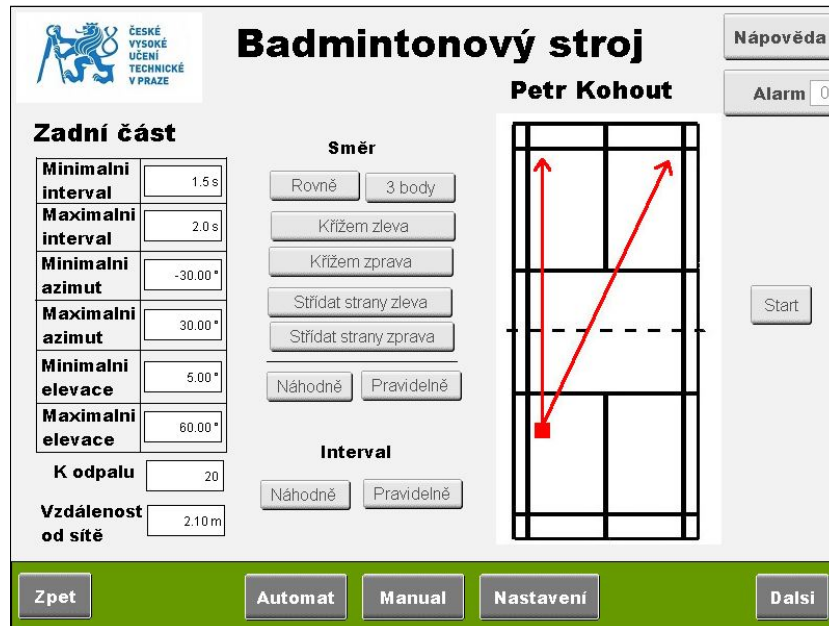 ČESKÉ
VYSOKÉ
UČENÍ
TECHNICKÉ
V PRAZE
Badmintonový stroj
Petr Kohout
Nápověda
Alarm 0
Zadní část
Minimalni
interval
1.5 s
Maximalni
interval
2.0 s
Minimalni
azimut
-30.00 °
Maximalni
azimut
30.00 °
Minimalni
elevace
5.00 °
Maximalni
elevace
60.00 °
K odpalu
20
Vzdálenost
od sítě
2.10 m
Směr
Rovně
3 body
Křížem zleva
Křížem zprava
Střídat strany zleva
Střídat strany zprava
Náhodně
Pravidelně
Interval
Náhodně
Pravidelně
Start
Zpet
Automat
Manual
Nastavení
Dalsi